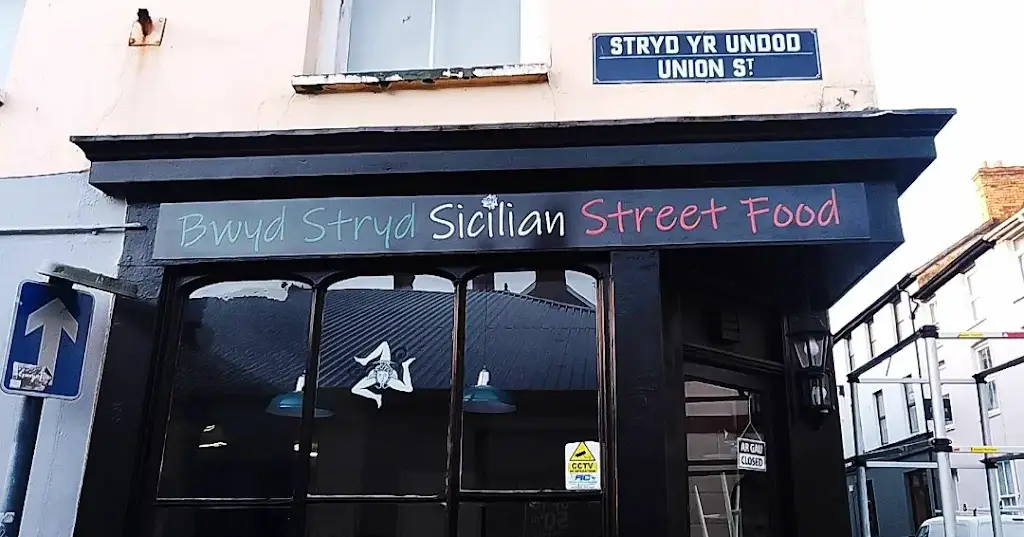 STRYD YR UNDOD
UNION ST
Bwyd Stryd Sicilian Street Food
CCTV
AR GAU
CLOSED